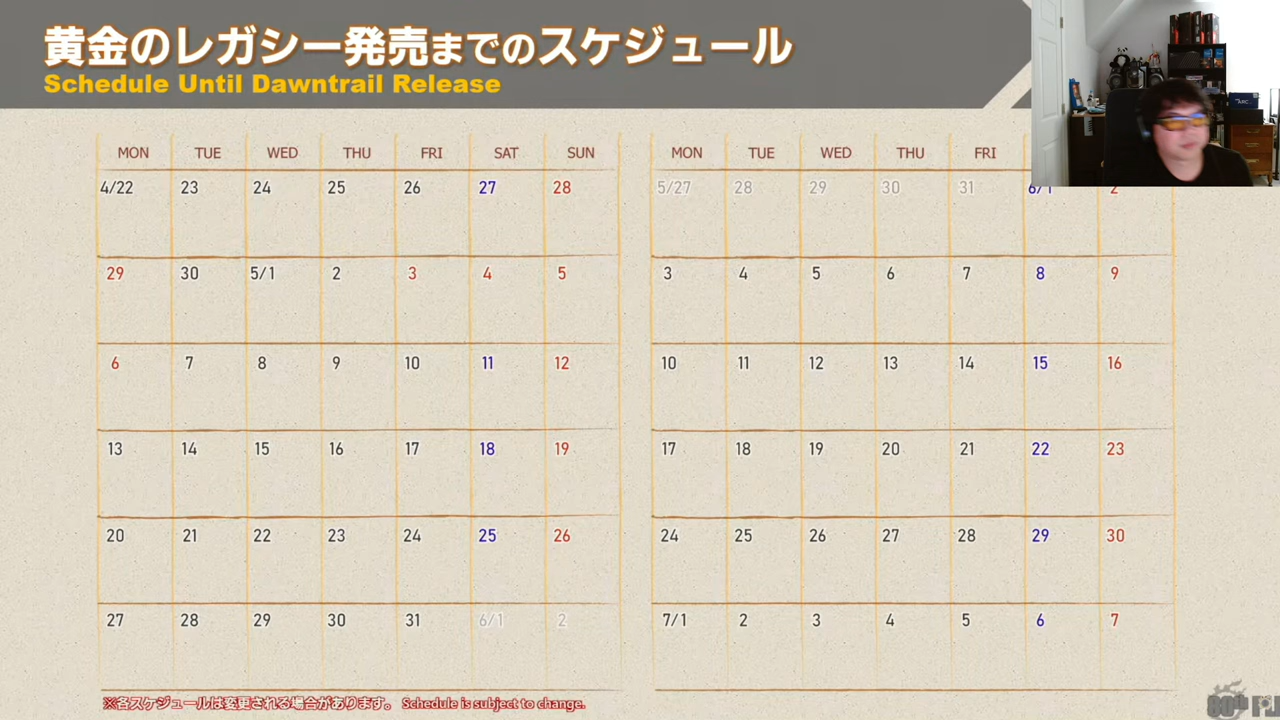 黄金のレガシー発売までのスケジュール
Schedule Until Dawntrail Release
MON TUE WED THU FRI SAT SUN
4/22 23 24 25 26 27 28
29 30 5/1 2 3 4 5
6 7 8 9 10 11 12
13 14 15 16 17 18 19
20 21 22 23 24 25 26
27 28 29 30 31 6/1 2
MON TUE WED THU FRI
5/27 28 29 30 31 6/1 2
3 4 5 6 7 8 9
10 11 12 13 14 15 16
17 18 19 20 21 22 23
24 25 26 27 28 29 30
7/1 2 3 4 5 6 7
※各スケジュールは変更される場合があります。 Schedule is subject to change.